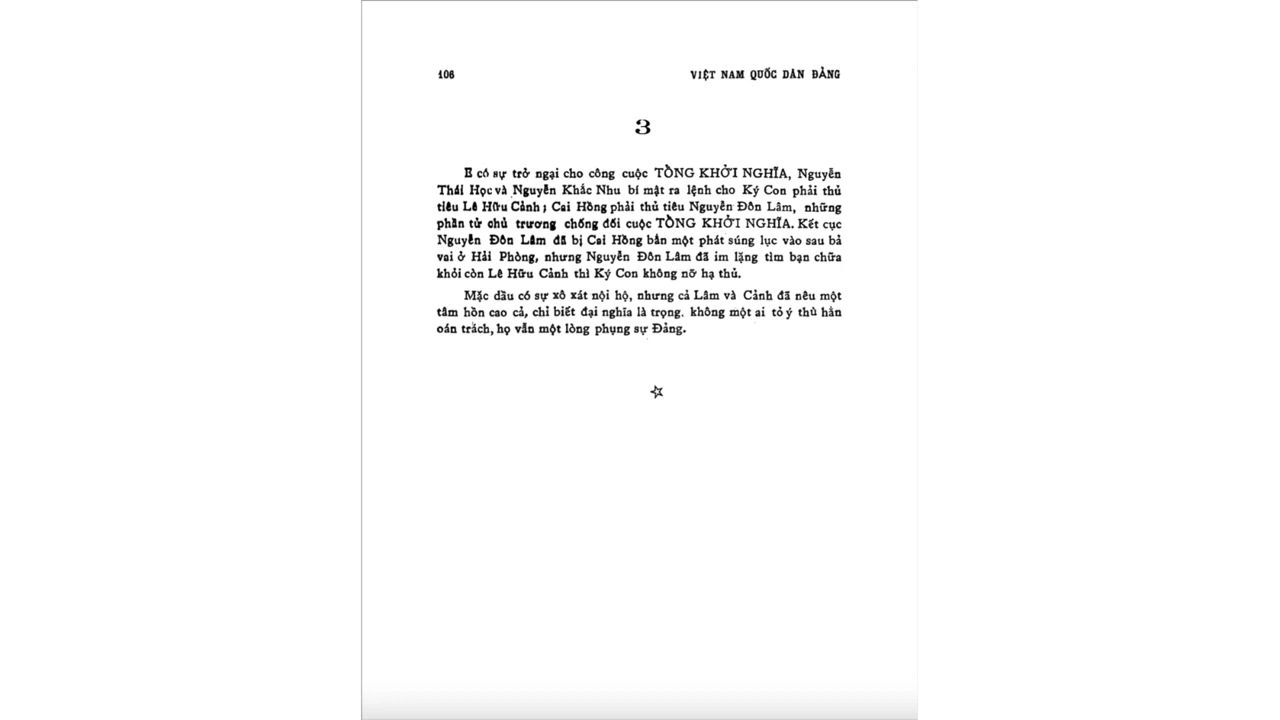 106
VIỆT NAM QUỐC DÂN ĐẢNG
3
E có sự trở ngại cho công cuộc TỔNG KHỞI NGHĨA, Nguyễn
Thái Học và Nguyễn Khắc Nhu bí mật ra lệnh cho Ký Con phải thủ
tiêu Lê Hữu Cảnh ; Cai Hồng phải thủ tiêu Nguyễn Đôn Lâm, những
phần tử chủ trương chống đối cuộc TỔNG KHỞI NGHĨA. Kết cục
Nguyễn Đôn Lâm đã bị Cai Hồng bắn một phát súng lục vào sau bả
vai ở Hải Phòng, nhưng Nguyễn Đôn Lâm đã im lặng tìm bạn chữa
khỏi còn Lê Hữu Cảnh thì Ký Con không nỡ hạ thủ.
Mặc dầu có sự xô xát nội hộ, nhưng cả Lâm và Cảnh đã nêu một
tâm hồn cao cả, chỉ biết đại nghĩa là trọng. không một ai tỏ ý thù hằn
oán trách, họ vẫn một lòng phụng sự Đảng.